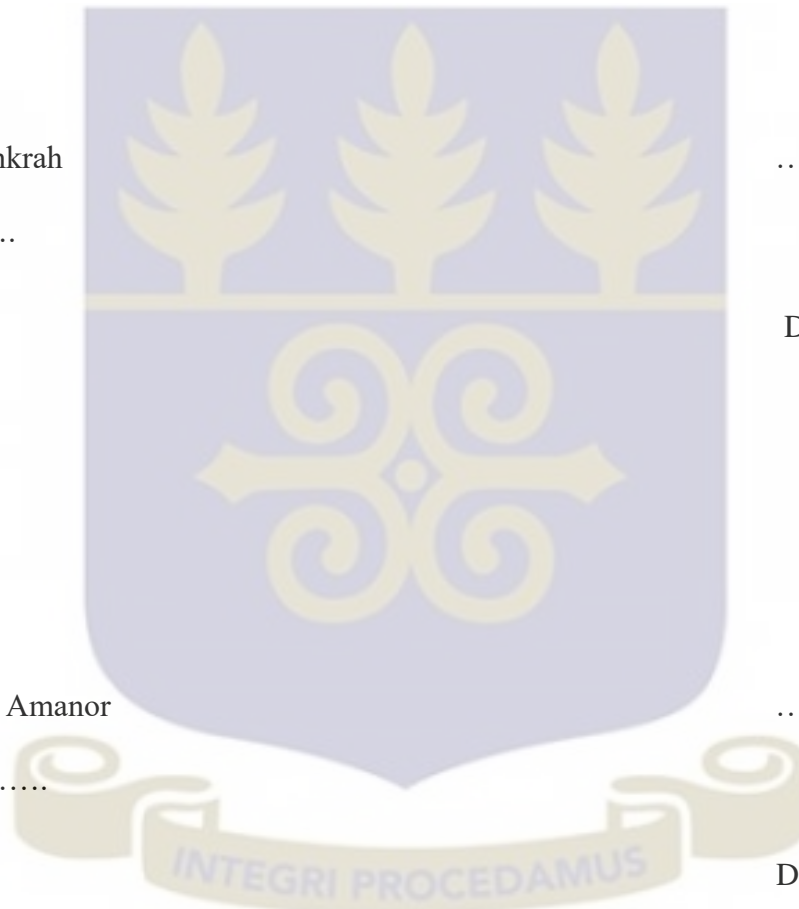 nkrah ..
..
D
Amanor ..
.....
INTEGRI PROCEDAMUS
D